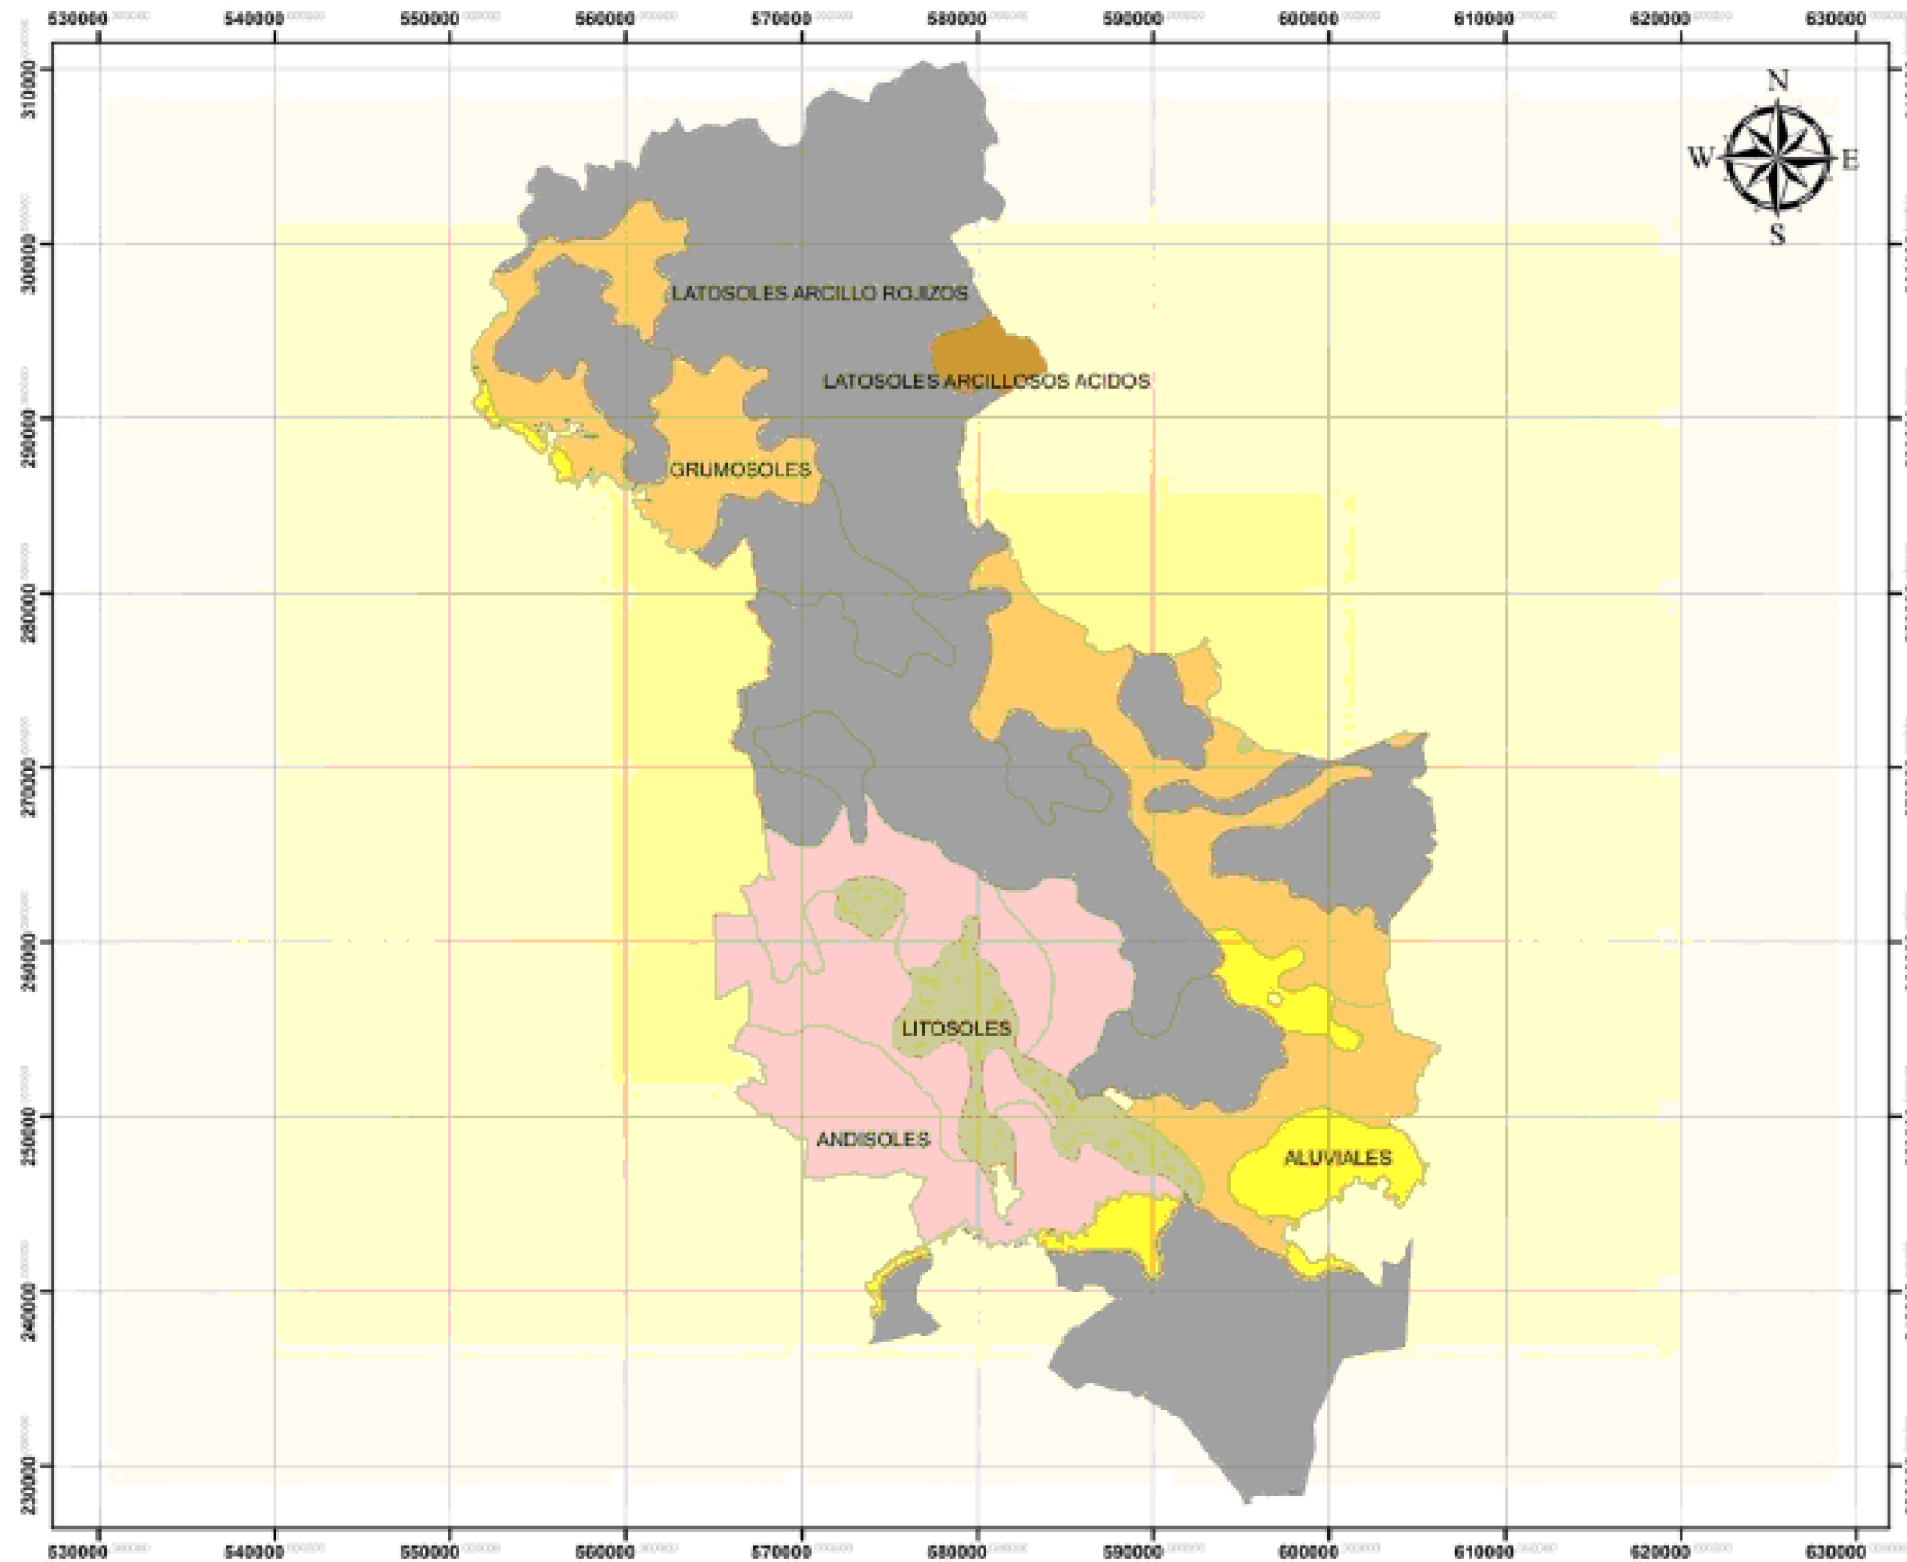 530000 540000 550000 560000 570000 580000 590000 600000 610000 620000 630000
N
W E
S
310000
300000
290000
280000
270000
260000
250000
240000
230000
LATOSOLES ARCILLO ROJIZOS
LATOSOLES ARCILLOSOS ACIDOS
GRUMOSOLES
LITOSOLES
ANDISOLES
ALUVIALES
530000 540000 550000 560000 570000 580000 590000 600000 610000 620000 630000